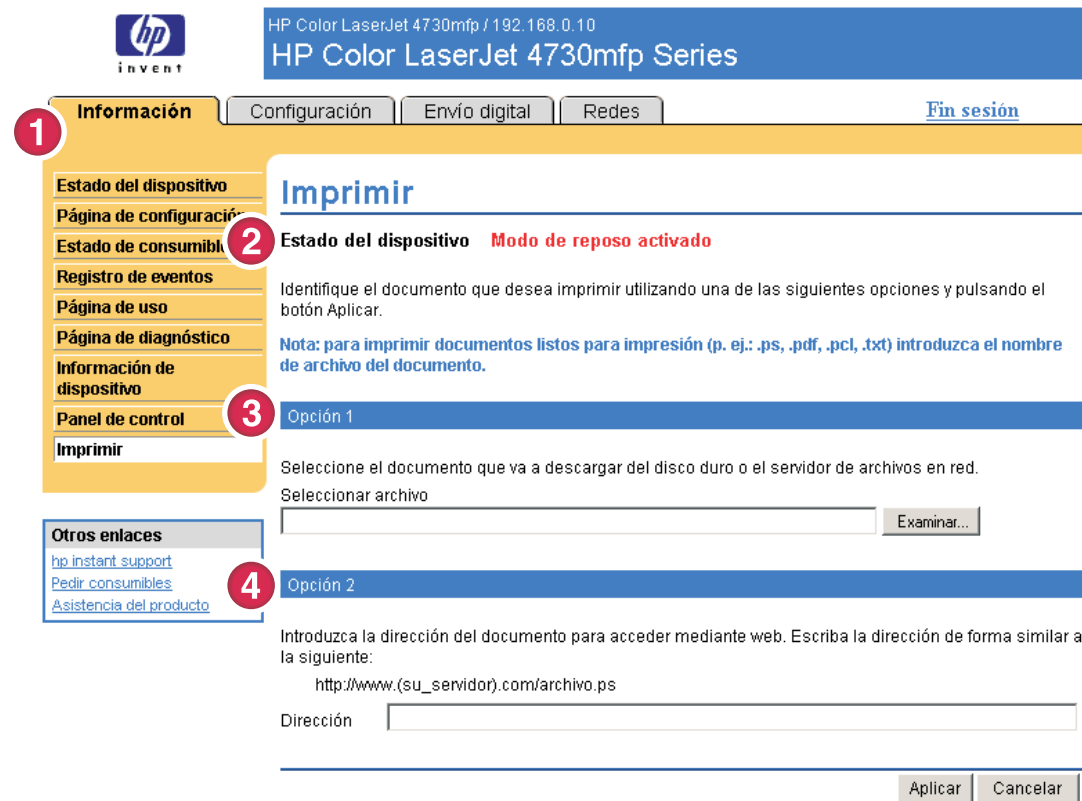 hp
invent
HP Color LaserJet 4730mfp / 192.168.0.10
HP Color LaserJet 4730mfp Series
Información
Configuración
Envío digital
Redes
Fin sesión
1
Estado del dispositivo
Página de configuración
Estado de consumibl
Registro de eventos
Página de uso
Página de diagnóstico
Información de
dispositivo
Panel de control
Imprimir
Otros enlaces
hp instant support
Pedir consumibles
Asistencia del producto
Imprimir
2
Estado del dispositivo Modo de reposo activado
Identifique el documento que desea imprimir utilizando una de las siguientes opciones y pulsando el
botón Aplicar.
Nota: para imprimir documentos listos para impresión (p. ej.: .ps, .pdf, .pcl, .txt) introduzca el nombre
de archivo del documento.
3
Opción 1
Seleccione el documento que va a descargar del disco duro o el servidor de archivos en red.
Seleccionar archivo
Examinar...
4
Opción 2
Introduzca la dirección del documento para acceder mediante web. Escriba la dirección de forma similar a
la siguiente:
http://www.(su_servidor).com/archivo.ps
Dirección
Aplicar
Cancelar